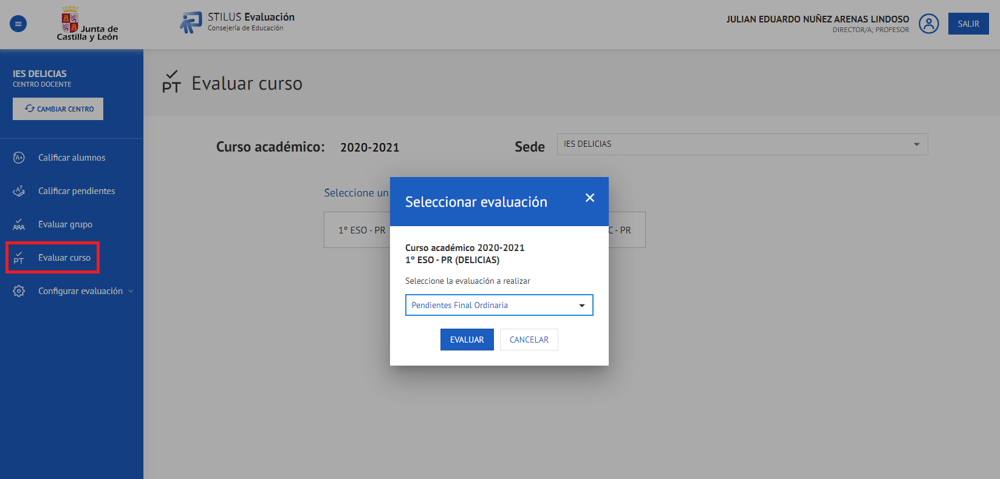 Junta de
Castilla y León
STILUS Evaluación
Consejería de Educación
JULIAN EDUARDO NUÑEZ ARENAS LINDOSO
DIRECTOR/A; PROFESOR
SALIR
IES DELICIAS
CENTRO DOCENTE
CAMBIAR CENTRO
Calificar alumnos
Calificar pendientes
Evaluar grupo
PT Evaluar curso
Configurar evaluación
PT Evaluar curso
Curso académico: 2020-2021 Sede IES DELICIAS
Seleccione un
1º ESO - PR
C - PR
Seleccionar evaluación
Curso académico 2020-2021
1º ESO - PR (DELICIAS)
Seleccione la evaluación a realizar
Pendientes Final Ordinaria
EVALUAR CANCELAR